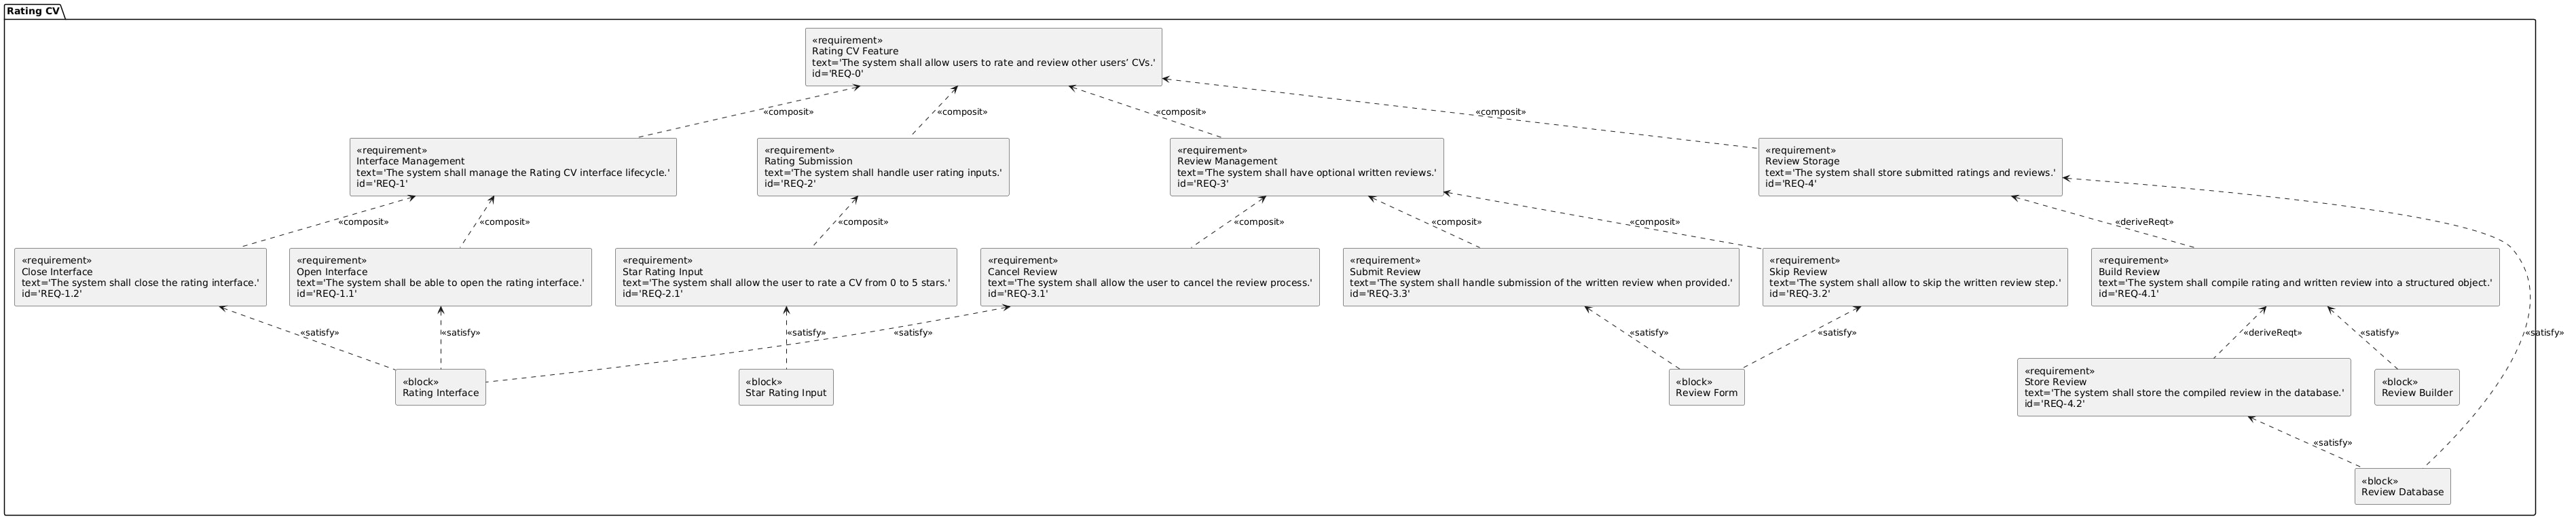 Rating CV
«requirement»
Rating CV Feature
text='The system shall allow users to rate and review other users’ CVs.'
id='REQ-0'
«composit»
«composit»
«composit»
«composit»
«requirement»
Interface Management
text='The system shall manage the Rating CV interface lifecycle.'
id='REQ-1'
«requirement»
Rating Submission
text='The system shall handle user rating inputs.'
id='REQ-2'
«requirement»
Review Management
text='The system shall have optional written reviews.'
id='REQ-3'
«requirement»
Review Storage
text='The system shall store submitted ratings and reviews.'
id='REQ-4'
«composit»
«composit»
«composit»
«composit»
«composit»
«composit»
«deriveReqt»
«requirement»
Close Interface
text='The system shall close the rating interface.'
id='REQ-1.2'
«requirement»
Open Interface
text='The system shall be able to open the rating interface.'
id='REQ-1.1'
«requirement»
Star Rating Input
text='The system shall allow the user to rate a CV from 0 to 5 stars.'
id='REQ-2.1'
«requirement»
Cancel Review
text='The system shall allow the user to cancel the review process.'
id='REQ-3.1'
«requirement»
Submit Review
text='The system shall handle submission of the written review when provided.'
id='REQ-3.3'
«requirement»
Skip Review
text='The system shall allow to skip the written review step.'
id='REQ-3.2'
«requirement»
Build Review
text='The system shall compile rating and written review into a structured object.'
id='REQ-4.1'
«satisfy»
«satisfy»
«satisfy»
«satisfy»
«satisfy»
«satisfy»
«deriveReqt»
«satisfy»
«satisfy»
«block»
Rating Interface
«block»
Star Rating Input
«block»
Review Form
«requirement»
Store Review
text='The system shall store the compiled review in the database.'
id='REQ-4.2'
«block»
Review Builder
«satisfy»
«block»
Review Database